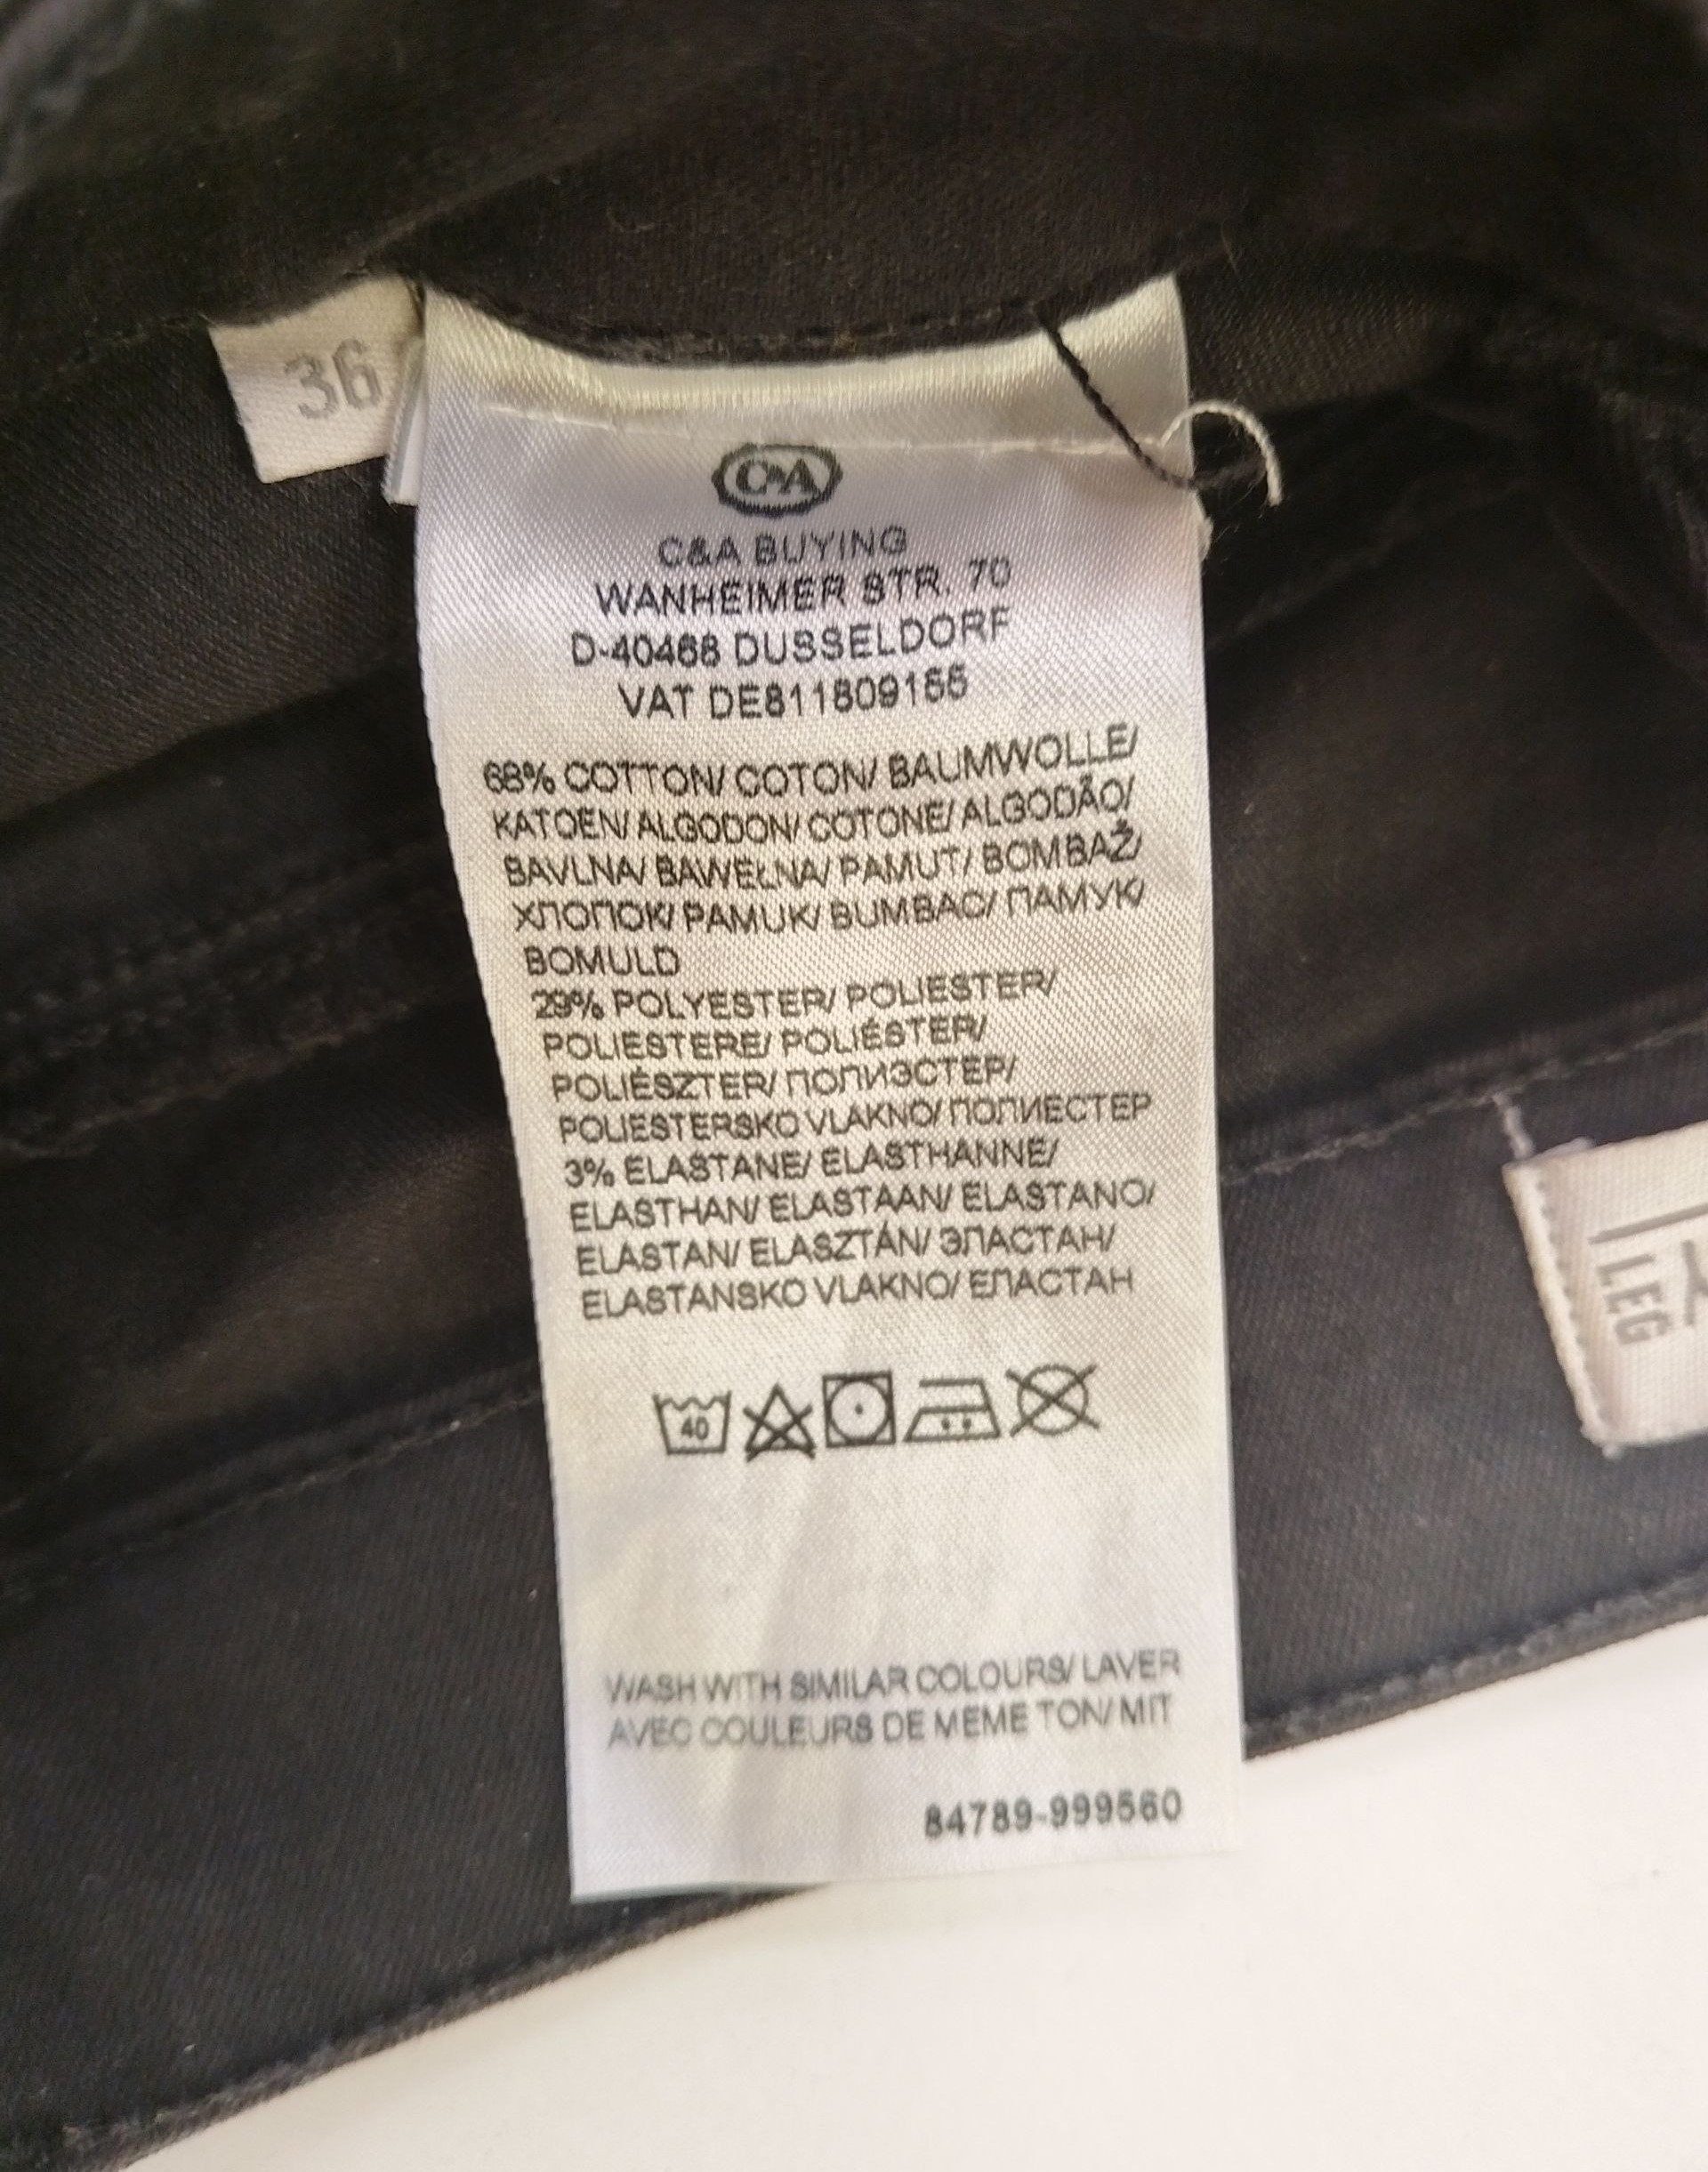 36
C&A
C&A BUYING
WANHEIMER STR. 70
D-40468 DUSSELDORF
VAT DE811809155
68% COTTON/ COTON/ BAUMWOLLE/
KATOEN/ ALGODON/ COTONE/ ALGODÃO/
BAVLNA/ BAWEŁNA/ PAMUT/ BOMBAŽ/
ХЛОПОК/ PAMUK/ BUMBAC/ ПАМУК/
BOMULD
29% POLYESTER/ POLIESTER/
POLIESTERE/ POLIÉSTER/
POLIÉSZTER/ ПОЛИЭСТЕР/
POLIESTERSKO VLAKNO/ ПОЛИЕСТЕР
3% ELASTANE/ ELASTHANNE/
ELASTHAN/ ELASTAAN/ ELASTANO/
ELASTAN/ ELASZTÁN/ ЭЛАСТАН/
ELASTANSKO VLAKNO/ ЕЛАСТАН
40
WASH WITH SIMILAR COLOURS/ LAVER
AVEC COULEURS DE MEME TON/ MIT
84789-999560
LEG